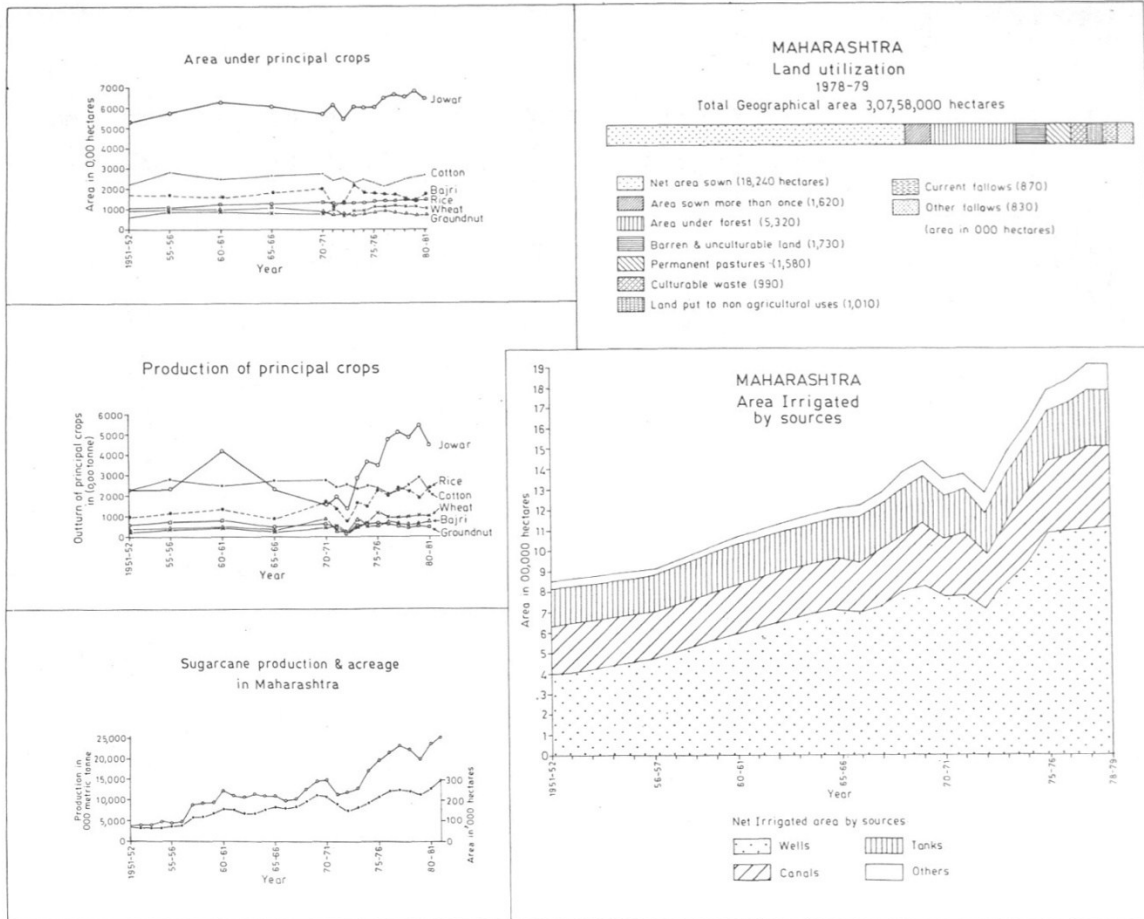 Area under principal crops
Area in 0,00 hectares
7000
6000
5000
4000
3000
2000
1000
0
Jowar
Cotton
Bajri
Rice
Wheat
Groundnut
1951-52
55-56
60-61
65-66
70-71
75-76
80-81
Year
Production of principal crops
Outturn of principal crops
in (0,00 tonne)
6000
5000
4000
3000
2000
1000
0
Jowar
Rice
Cotton
Wheat
Bajri
Groundnut
1951-52
55-56
60-61
65-66
70-71
75-76
80-81
Year
Sugarcane production & acreage
in Maharashtra
Production in
000 metric tonne
25,000
20,000
15,000
10,000
5,000
0
300
200
100
0
Area in '000 hectares
1951-52
55-56
60-61
65-66
70-71
75-76
80-81
Year
MAHARASHTRA
Land utilization
1978-79
Total Geographical area 3,07,58,000 hectares
Net area sown (18,240 hectares)
Area sown more than once (1,620)
Area under forest (5,320)
Barren & unculturable land (1,730)
Permanent pastures (1,580)
Culturable waste (990)
Land put to non agricultural uses (1,010)
Current fallows (870)
Other fallows (830)
(area in 000 hectares)
MAHARASHTRA
Area Irrigated
by sources
Area in 00,000 hectares
19
18
17
16
15
14
13
12
11
10
9
8
7
6
5
4
3
2
1
0
1951-52
56-57
60-61
65-66
70-71
75-76
78-79
Year
Net Irrigated area by sources
Wells
Canals
Tanks
Others